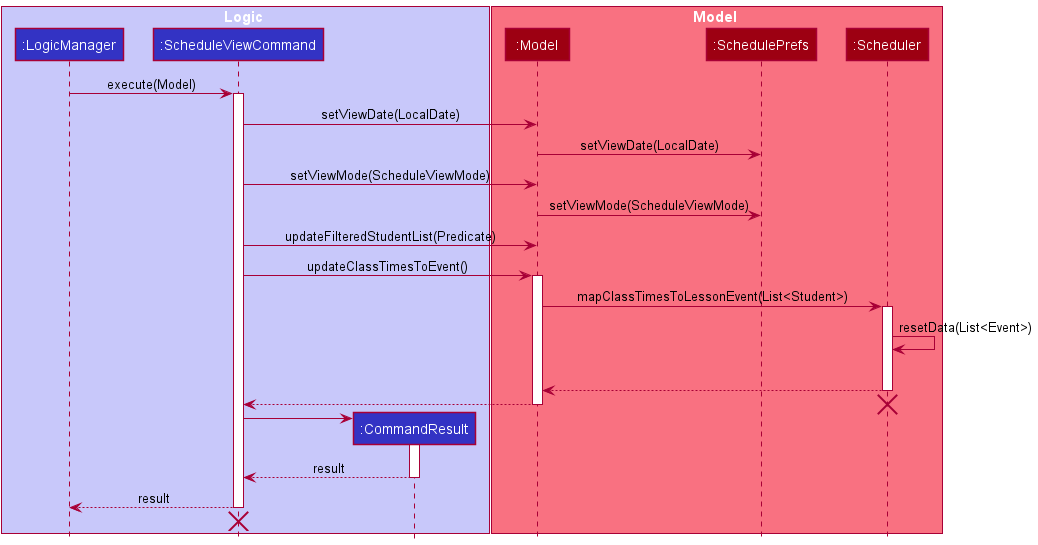 Logic
Model
:LogicManager
:ScheduleViewCommand
:Model
:SchedulePrefs
:Scheduler
execute(Model)
setViewDate(LocalDate)
setViewDate(LocalDate)
setViewMode(ScheduleViewMode)
setViewMode(ScheduleViewMode)
updateFilteredStudentList(Predicate)
updateClassTimesToEvent()
mapClassTimesToLessonEvent(List<Student>)
resetData(List<Event>)
:CommandResult
result
result